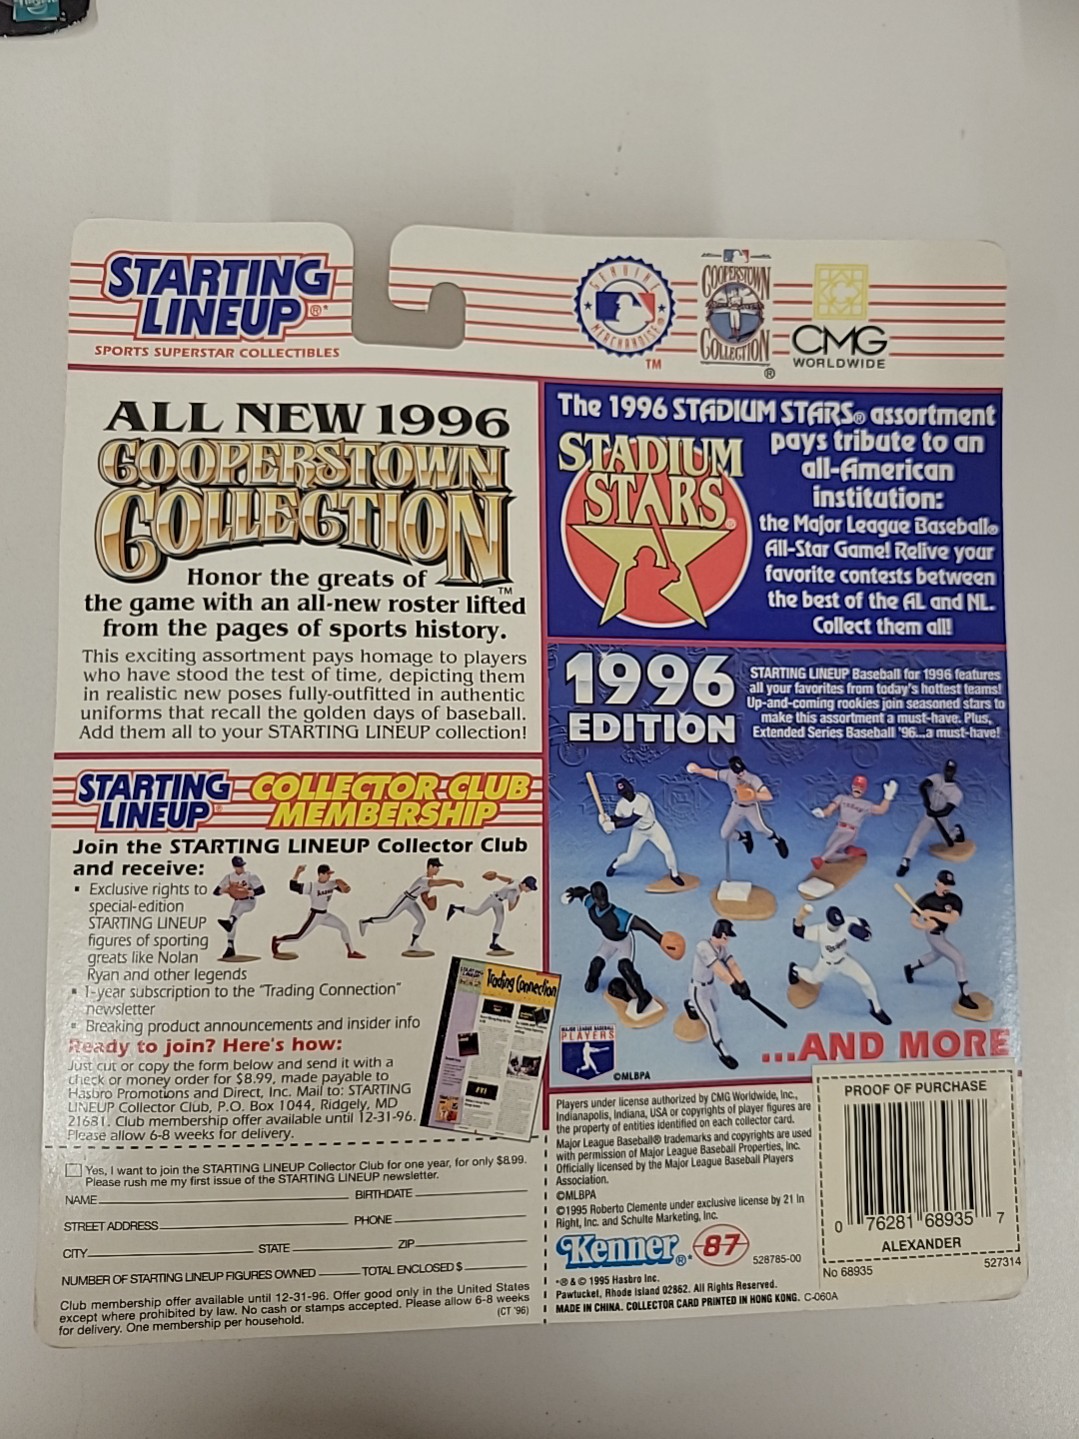 STARTING
LINEUP®
SPORTS SUPERSTAR COLLECTIBLES
GENUINE
MERCHANDISE
TM
COOPERSTOWN
COLLECTION
®
CMG
WORLDWIDE
ALL NEW 1996
COOPERSTOWN
COLLECTION
TM
Honor the greats of
the game with an all-new roster lifted
from the pages of sports history.
This exciting assortment pays homage to players
who have stood the test of time, depicting them
in realistic new poses fully-outfitted in authentic
uniforms that recall the golden days of baseball.
Add them all to your STARTING LINEUP collection!
The 1996 STADIUM STARS® assortment
pays tribute to an
all-American
institution:
the Major League Baseball®
All-Star Game! Relive your
favorite contests between
the best of the AL and NL.
Collect them all!
STADIUM
STARS®
1996
EDITION
STARTING LINEUP Baseball for 1996 features
all your favorites from today's hottest teams!
Up-and-coming rookies join seasoned stars to
make this assortment a must-have. Plus,
Extended Series Baseball '96...a must-have!
MAJOR LEAGUE BASEBALL
PLAYERS
©MLBPA
...AND MORE
STARTING
LINEUP®
COLLECTOR CLUB
MEMBERSHIP
Join the STARTING LINEUP Collector Club
and receive:
▪ Exclusive rights to
special-edition
STARTING LINEUP
figures of sporting
greats like Nolan
Ryan and other legends
▪ 1-year subscription to the "Trading Connection"
newsletter
▪ Breaking product announcements and insider info
Trading Connection
Ready to join? Here's how:
Just cut or copy the form below and send it with a
check or money order for $8.99, made payable to
Hasbro Promotions and Direct, Inc. Mail to: STARTING
LINEUP Collector Club, P.O. Box 1044, Ridgely, MD
21681. Club membership offer available until 12-31-96.
Please allow 6-8 weeks for delivery.
Yes, I want to join the STARTING LINEUP Collector Club for one year, for only $8.99.
Please rush me my first issue of the STARTING LINEUP newsletter.
NAME BIRTHDATE
STREET ADDRESS PHONE
CITY STATE ZIP
NUMBER OF STARTING LINEUP FIGURES OWNED TOTAL ENCLOSED $
Club membership offer available until 12-31-96. Offer good only in the United States
except where prohibited by law. No cash or stamps accepted. Please allow 6-8 weeks
for delivery. One membership per household.
(CT '96)
Players under license authorized by CMG Worldwide, Inc.,
Indianapolis, Indiana, USA or copyrights of player figures are
the property of entities identified on each collector card.
Major League Baseball® trademarks and copyrights are used
with permission of Major League Baseball Properties, Inc.
Officially licensed by the Major League Baseball Players
Association.
©MLBPA
©1995 Roberto Clemente under exclusive license by 21 In
Right, Inc. and Schulte Marketing, Inc.
Kenner®*
87
528785-00
*® & © 1995 Hasbro Inc.
Pawtucket, Rhode Island 02862. All Rights Reserved.
MADE IN CHINA. COLLECTOR CARD PRINTED IN HONG KONG. C-060A
PROOF OF PURCHASE
0 76281 68935 7
ALEXANDER
No 68935
527314